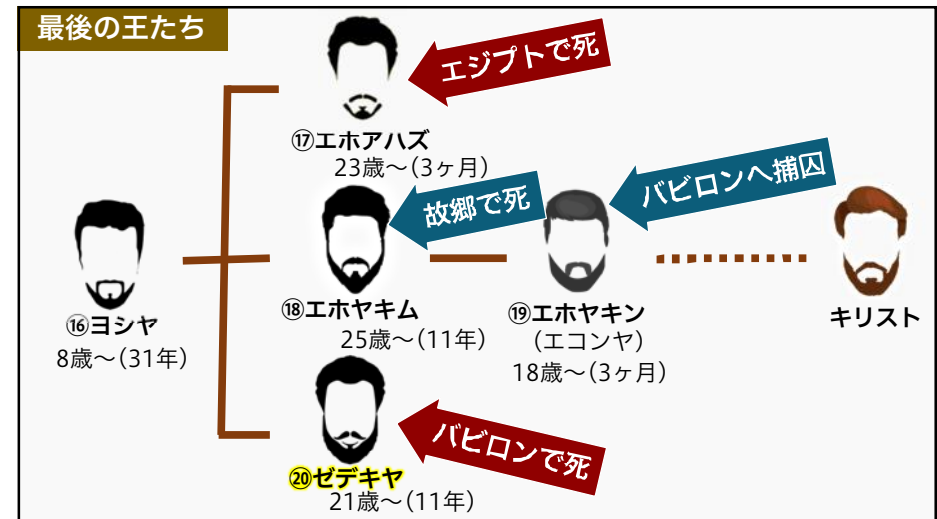 最後の王たち
エジプトで死
⑰エホアハズ
23歳～(3ヶ月)
故郷で死
バビロンへ捕囚
⑯ヨシヤ
8歳～(31年)
⑱エホヤキム
25歳～(11年)
⑲エホヤキン
(エコンヤ)
18歳～(3ヶ月)
キリスト
バビロンで死
⑳ゼデキヤ
21歳～(11年)